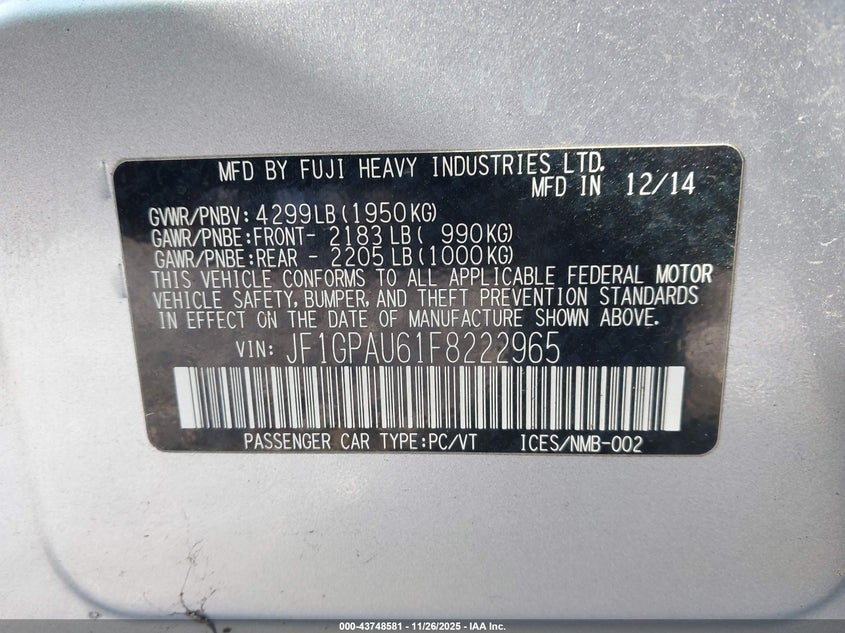 MFD BY FUJI HEAVY INDUSTRIES LTD.
MFD IN 12/14
GVWR/PNBV: 4299LB(1950KG)
GAWR/PNBE:FRONT- 2183 LB( 990KG)
GAWR/PNBE:REAR - 2205 LB(1000KG)
THIS VEHICLE CONFORMS TO ALL APPLICABLE FEDERAL MOTOR
VEHICLE SAFETY, BUMPER, AND THEFT PREVENTION STANDARDS
IN EFFECT ON THE DATE OF MANUFACTURE SHOWN ABOVE.
VIN: JF1GPAU61F8222965
PASSENGER CAR TYPE:PC/VT ICES/NMB-002
000-43748581 - 11/26/2025 - IAA Inc.